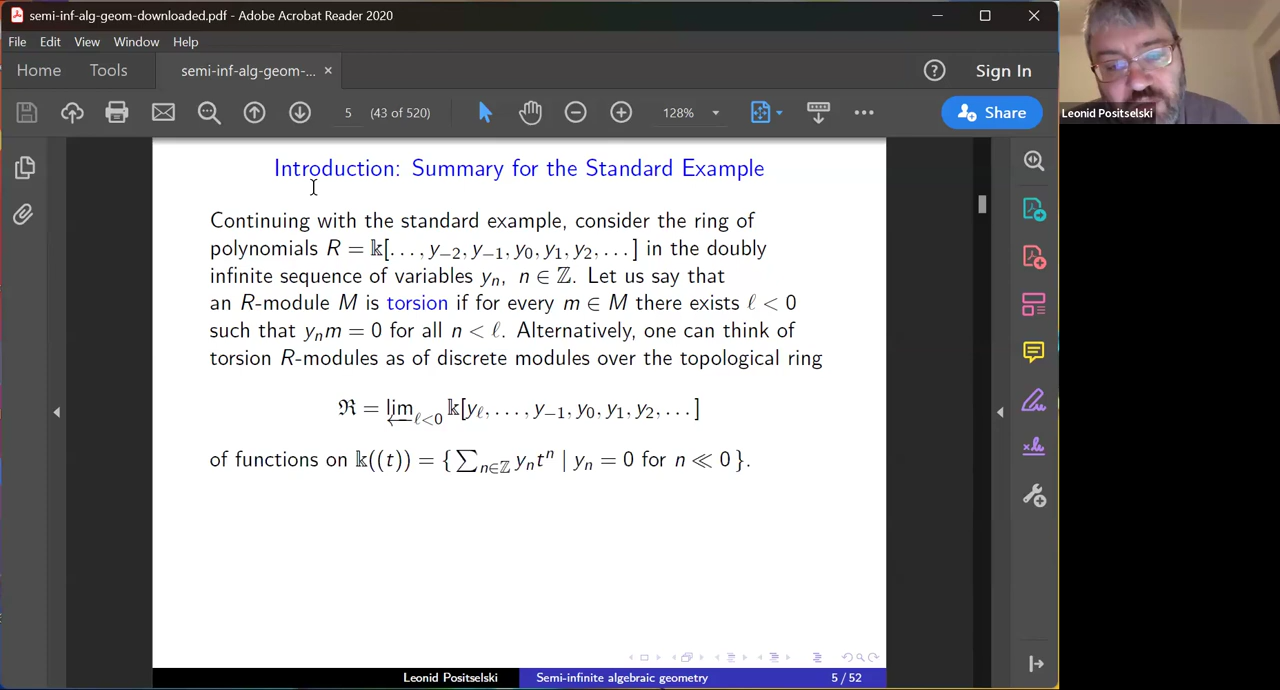 semi-inf-alg-geom-downloaded.pdf - Adobe Acrobat Reader 2020
File Edit View Window Help
Home Tools semi-inf-alg-geom-... × Sign In
5 (43 of 520) 128% Share
Leonid Positselski
Introduction: Summary for the Standard Example
Continuing with the standard example, consider the ring of
polynomials R = 𝕜[..., y₋₂, y₋₁, y₀, y₁, y₂, ...] in the doubly
infinite sequence of variables yₙ, n ∈ ℤ. Let us say that
an R-module M is torsion if for every m ∈ M there exists ℓ < 0
such that yₙm = 0 for all n < ℓ. Alternatively, one can think of
torsion R-modules as of discrete modules over the topological ring
ℜ = lim←_{ℓ<0} 𝕜[y_ℓ, ..., y₋₁, y₀, y₁, y₂, ...]
of functions on 𝕜((t)) = { ∑_{n∈ℤ} yₙtⁿ | yₙ = 0 for n ≪ 0 }.
Leonid Positselski Semi-infinite algebraic geometry 5 / 52